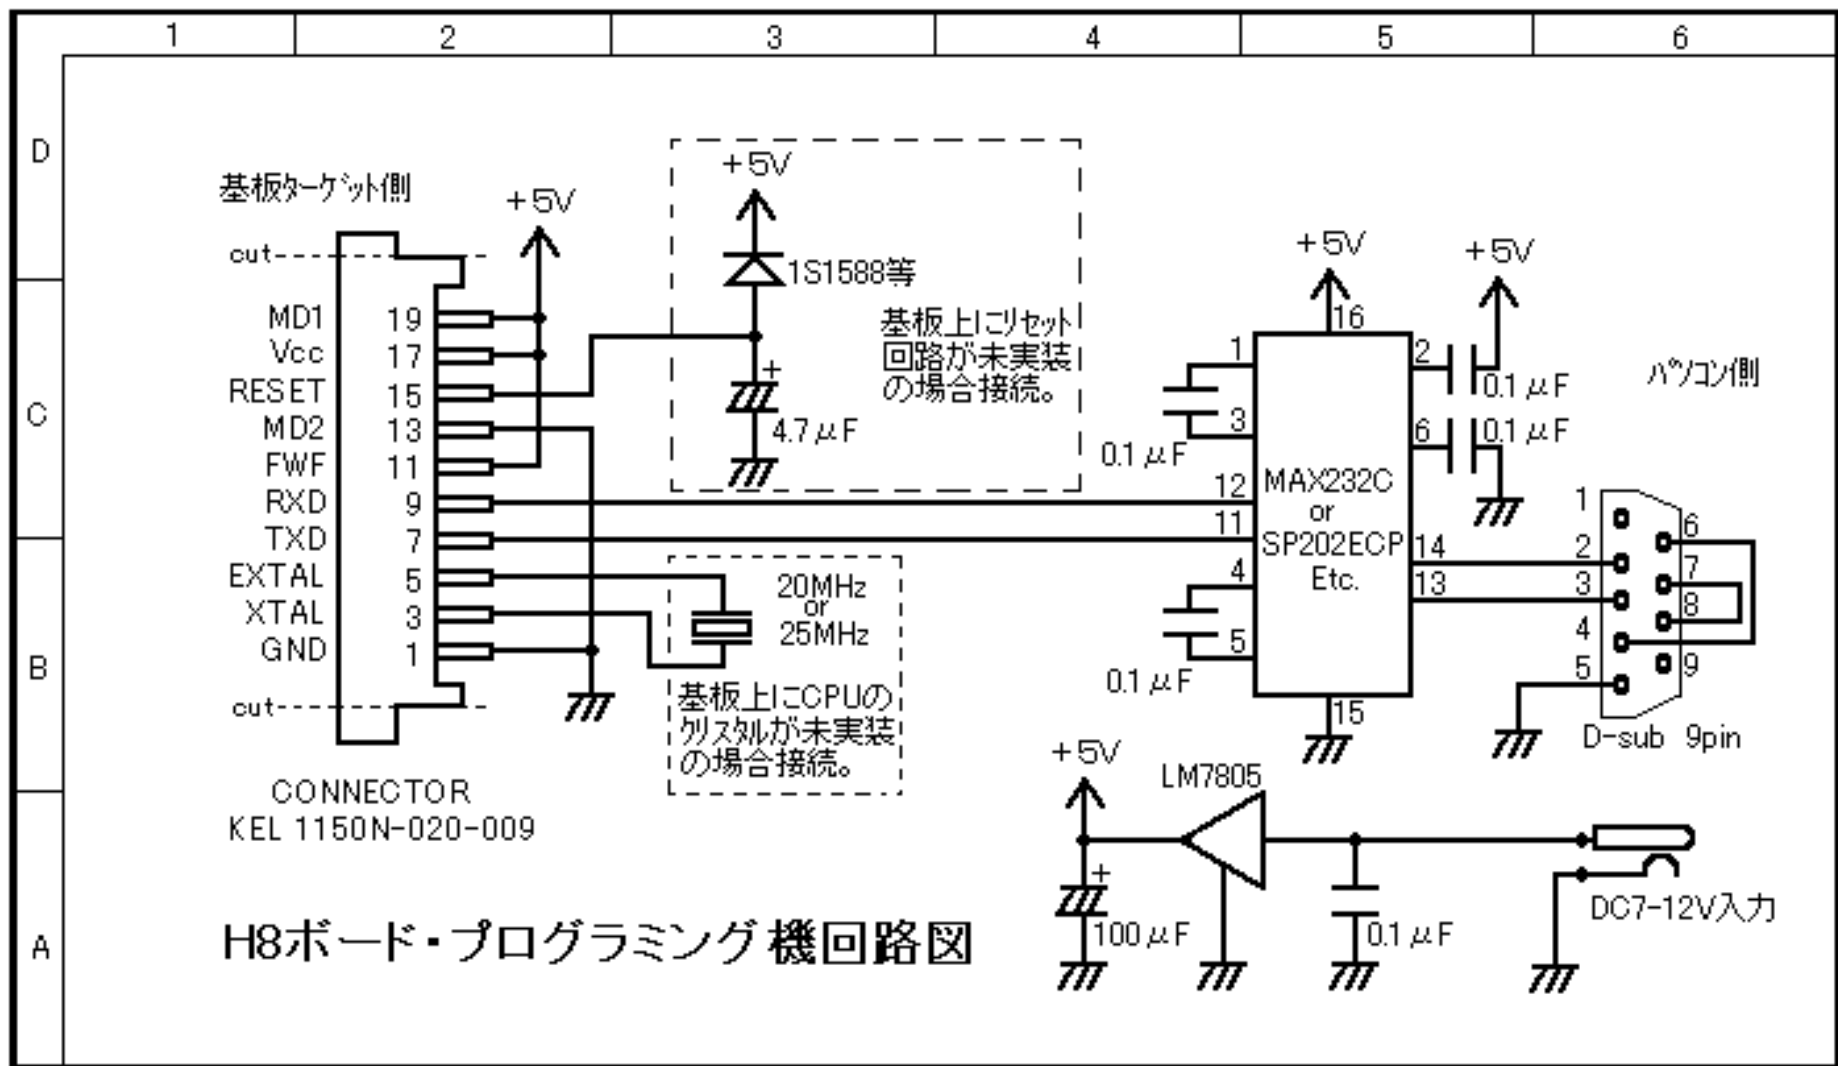 1 2 3 4 5 6
D
C
B
A
基板ターゲット側
cut
+5V
MD1 19
Vcc 17
RESET 15
MD2 13
FWF 11
RXD 9
TXD 7
EXTAL 5
XTAL 3
GND 1
cut
CONNECTOR
KEL 1150N-020-009
+5V
1S1588等
基板上にリセット
回路が未実装
の場合接続。
+
4.7μF
20MHz
or
25MHz
基板上にCPUの
クリスタルが未実装
の場合接続。
+5V
+5V
16
1
2
0.1μF
3
6
0.1μF
0.1μF
12
11
MAX232C
or
SP202ECP
Etc.
14
13
4
5
0.1μF
15
パソコン側
1
2
3
4
5
6
7
8
9
D-sub 9pin
+5V
LM7805
+
100μF
0.1μF
DC7-12V入力
H8ボード・プログラミング機回路図